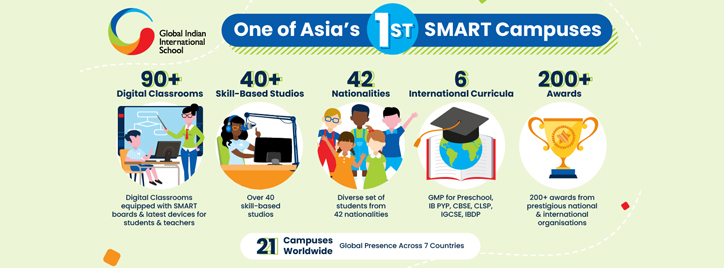 Global Indian
International
School
One of Asia's 1ST SMART Campuses
90+
Digital Classrooms
Digital Classrooms
equipped with SMART
boards & latest devices for
students & teachers
40+
Skill-Based Studios
Over 40
skill-based
studios
42
Nationalities
Diverse set of
students from
42 nationalities
6
International Curricula
GMP for Preschool,
IB PYP, CBSE, CLSP,
IGCSE, IBDP
200+
Awards
200+ awards from
prestigious national
& international
organisations
21 Campuses
Worldwide
Global Presence Across 7 Countries